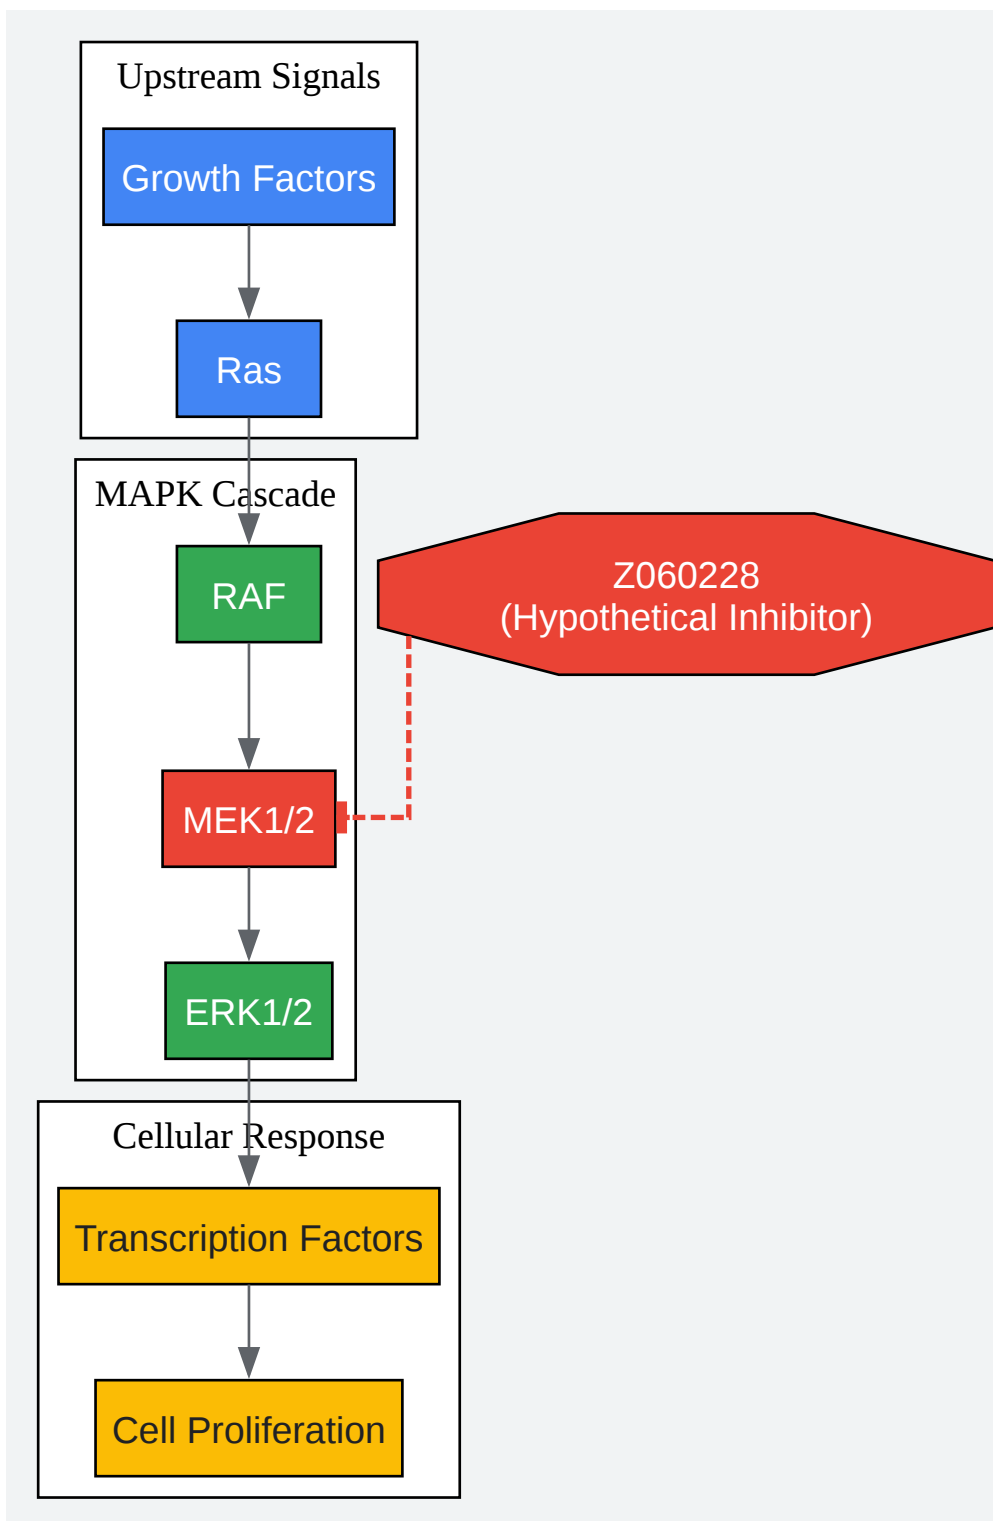 Upstream Signals
Growth Factors
Ras
MAPK Cascade
RAF
Z060228
(Hypothetical Inhibitor)
MEK1/2
ERK1/2
Cellular Response
Transcription Factors
Cell Proliferation